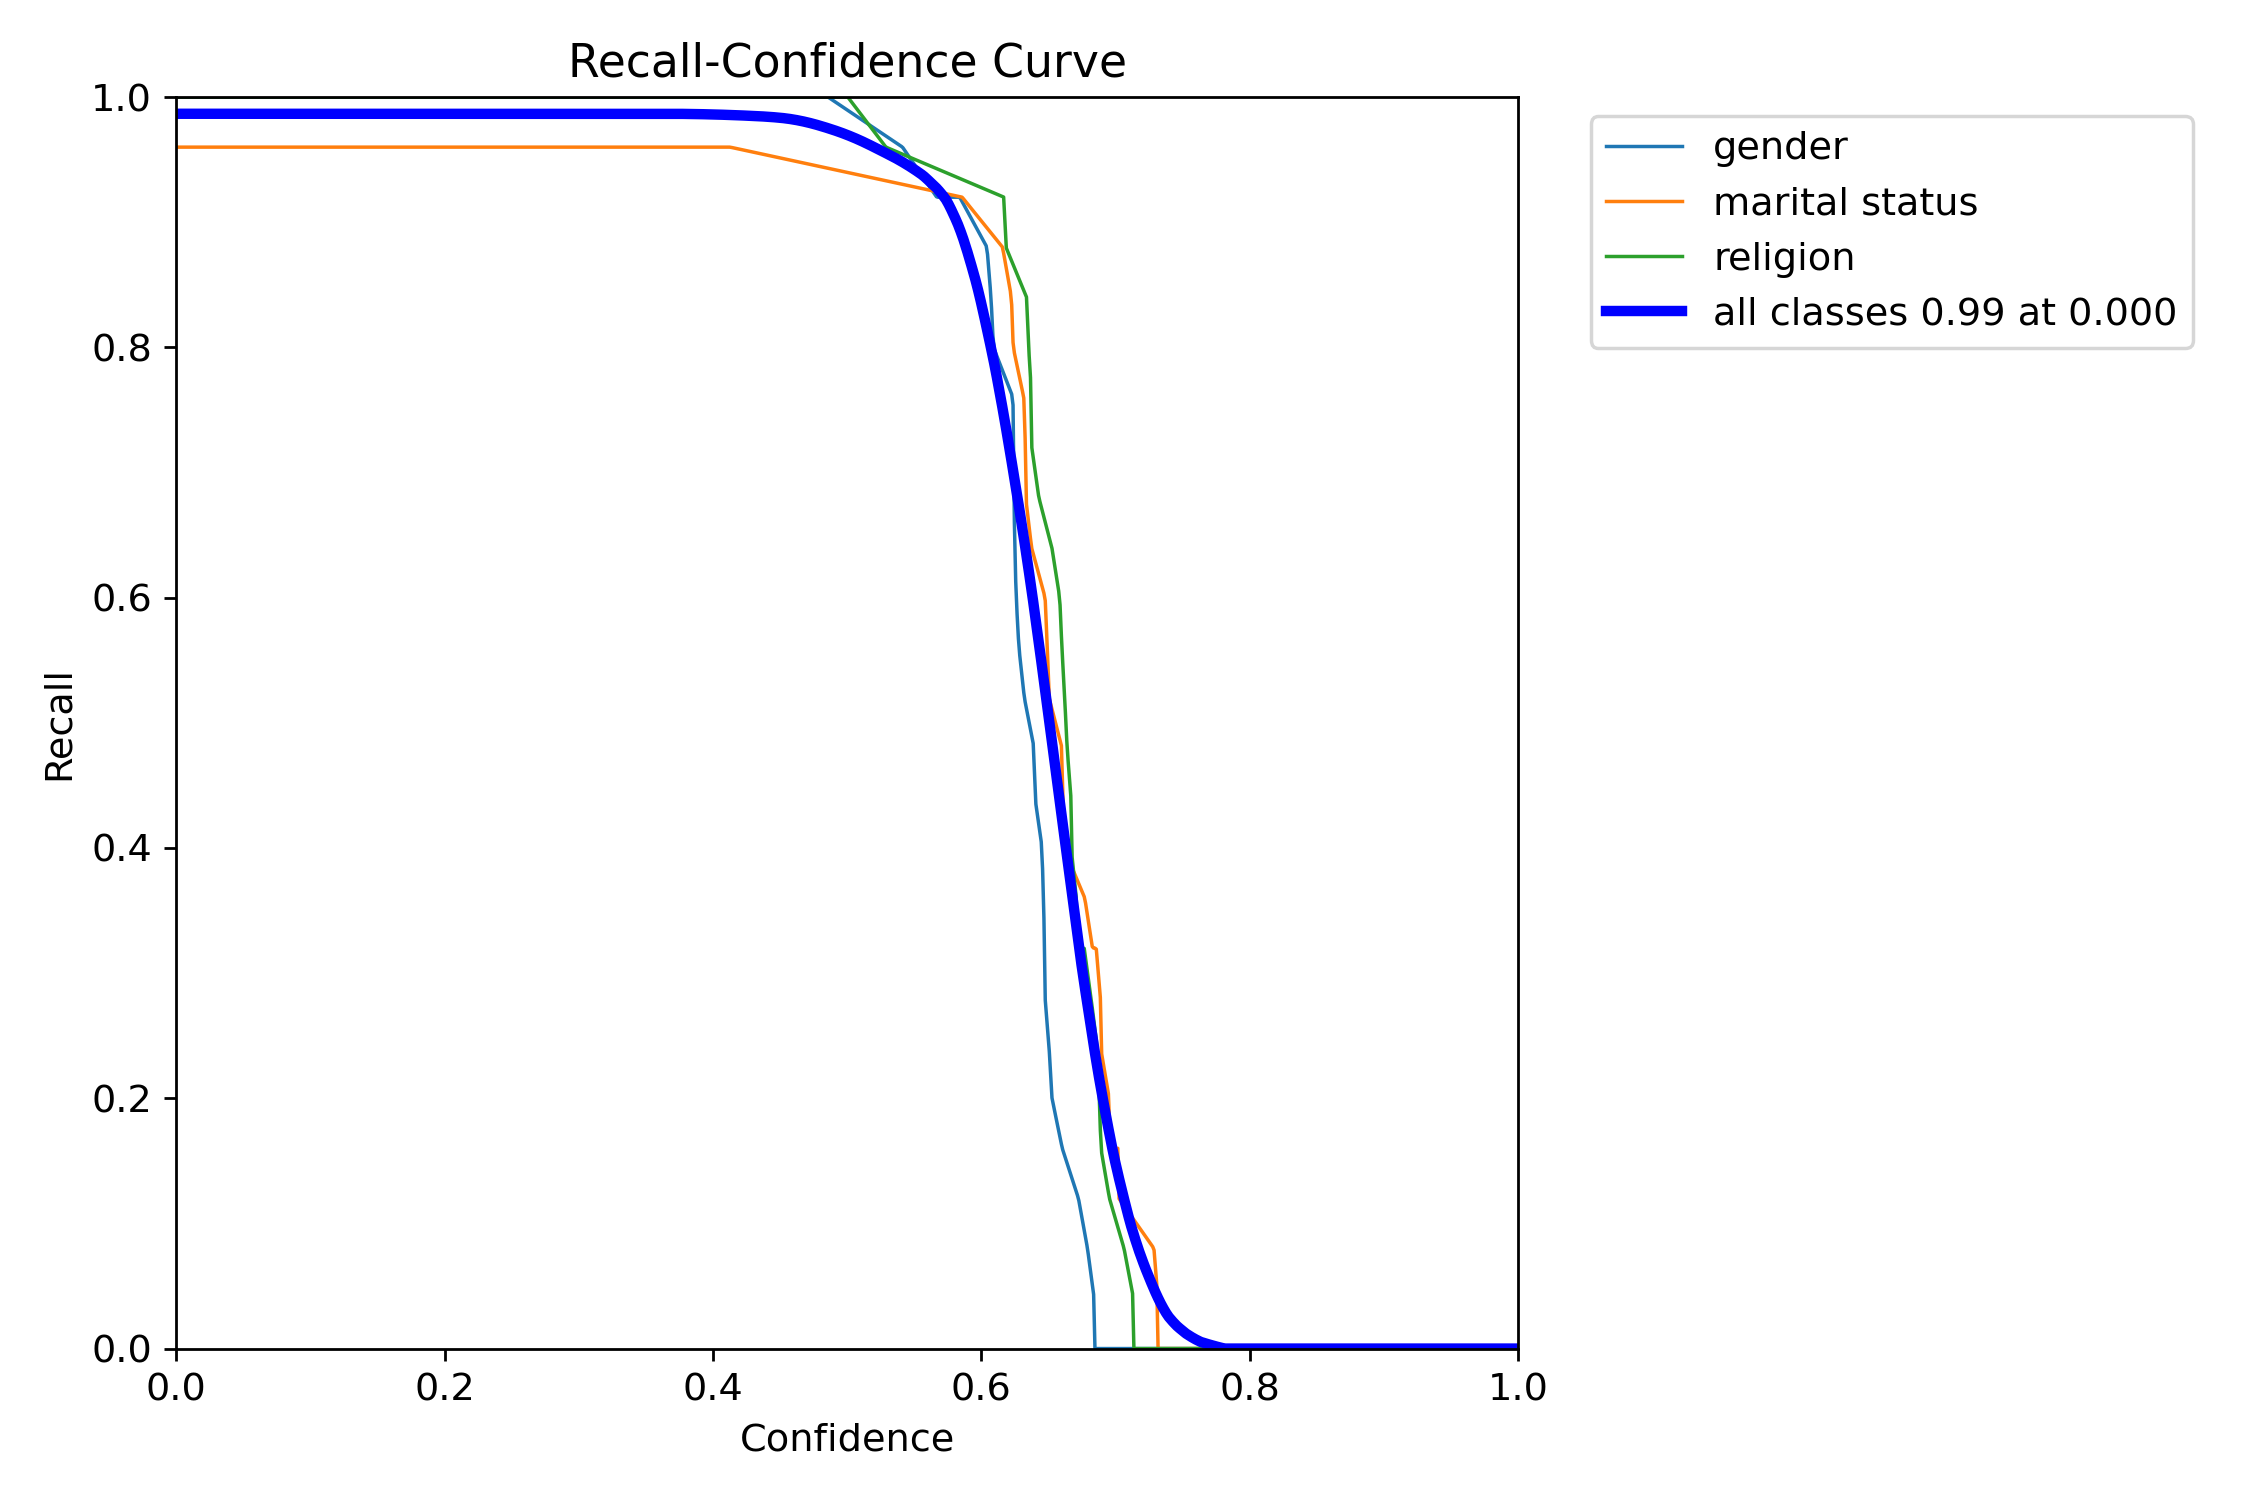 Recall-Confidence Curve
1.0
0.8
0.6
0.4
0.2
0.0
Recall
0.0 0.2 0.4 0.6 0.8 1.0
Confidence
gender
marital status
religion
all classes 0.99 at 0.000